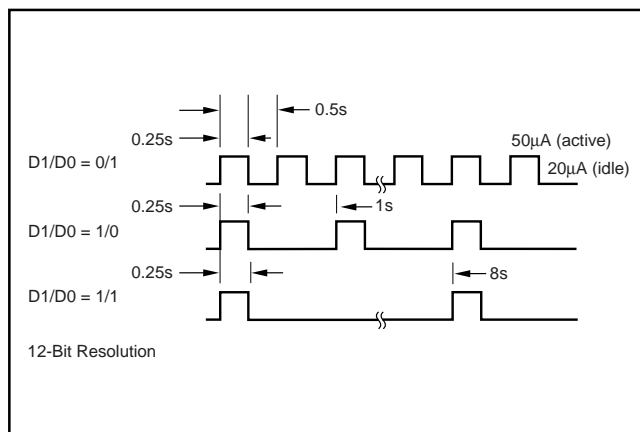 0.5s
0.25s
50μA (active)
D1/D0 = 0/1
20μA (idle)
0.25s
1s
D1/D0 = 1/0
0.25s
8s
D1/D0 = 1/1
12-Bit Resolution